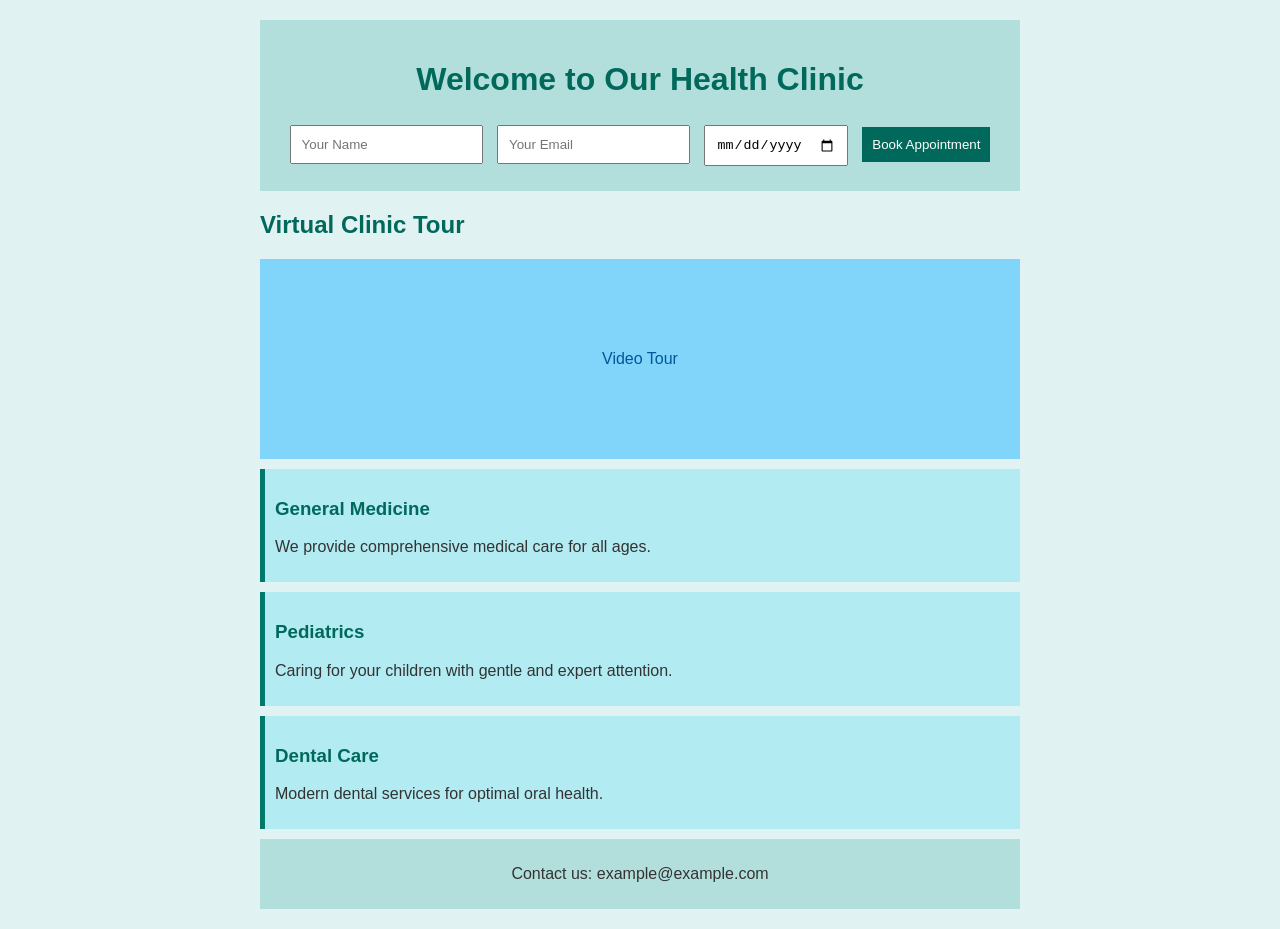 Welcome to Our Health Clinic
Your Name Your Email mm/dd/yyyy Book Appointment
Virtual Clinic Tour
Video Tour
General Medicine
We provide comprehensive medical care for all ages.
Pediatrics
Caring for your children with gentle and expert attention.
Dental Care
Modern dental services for optimal oral health.
Contact us: example@example.com